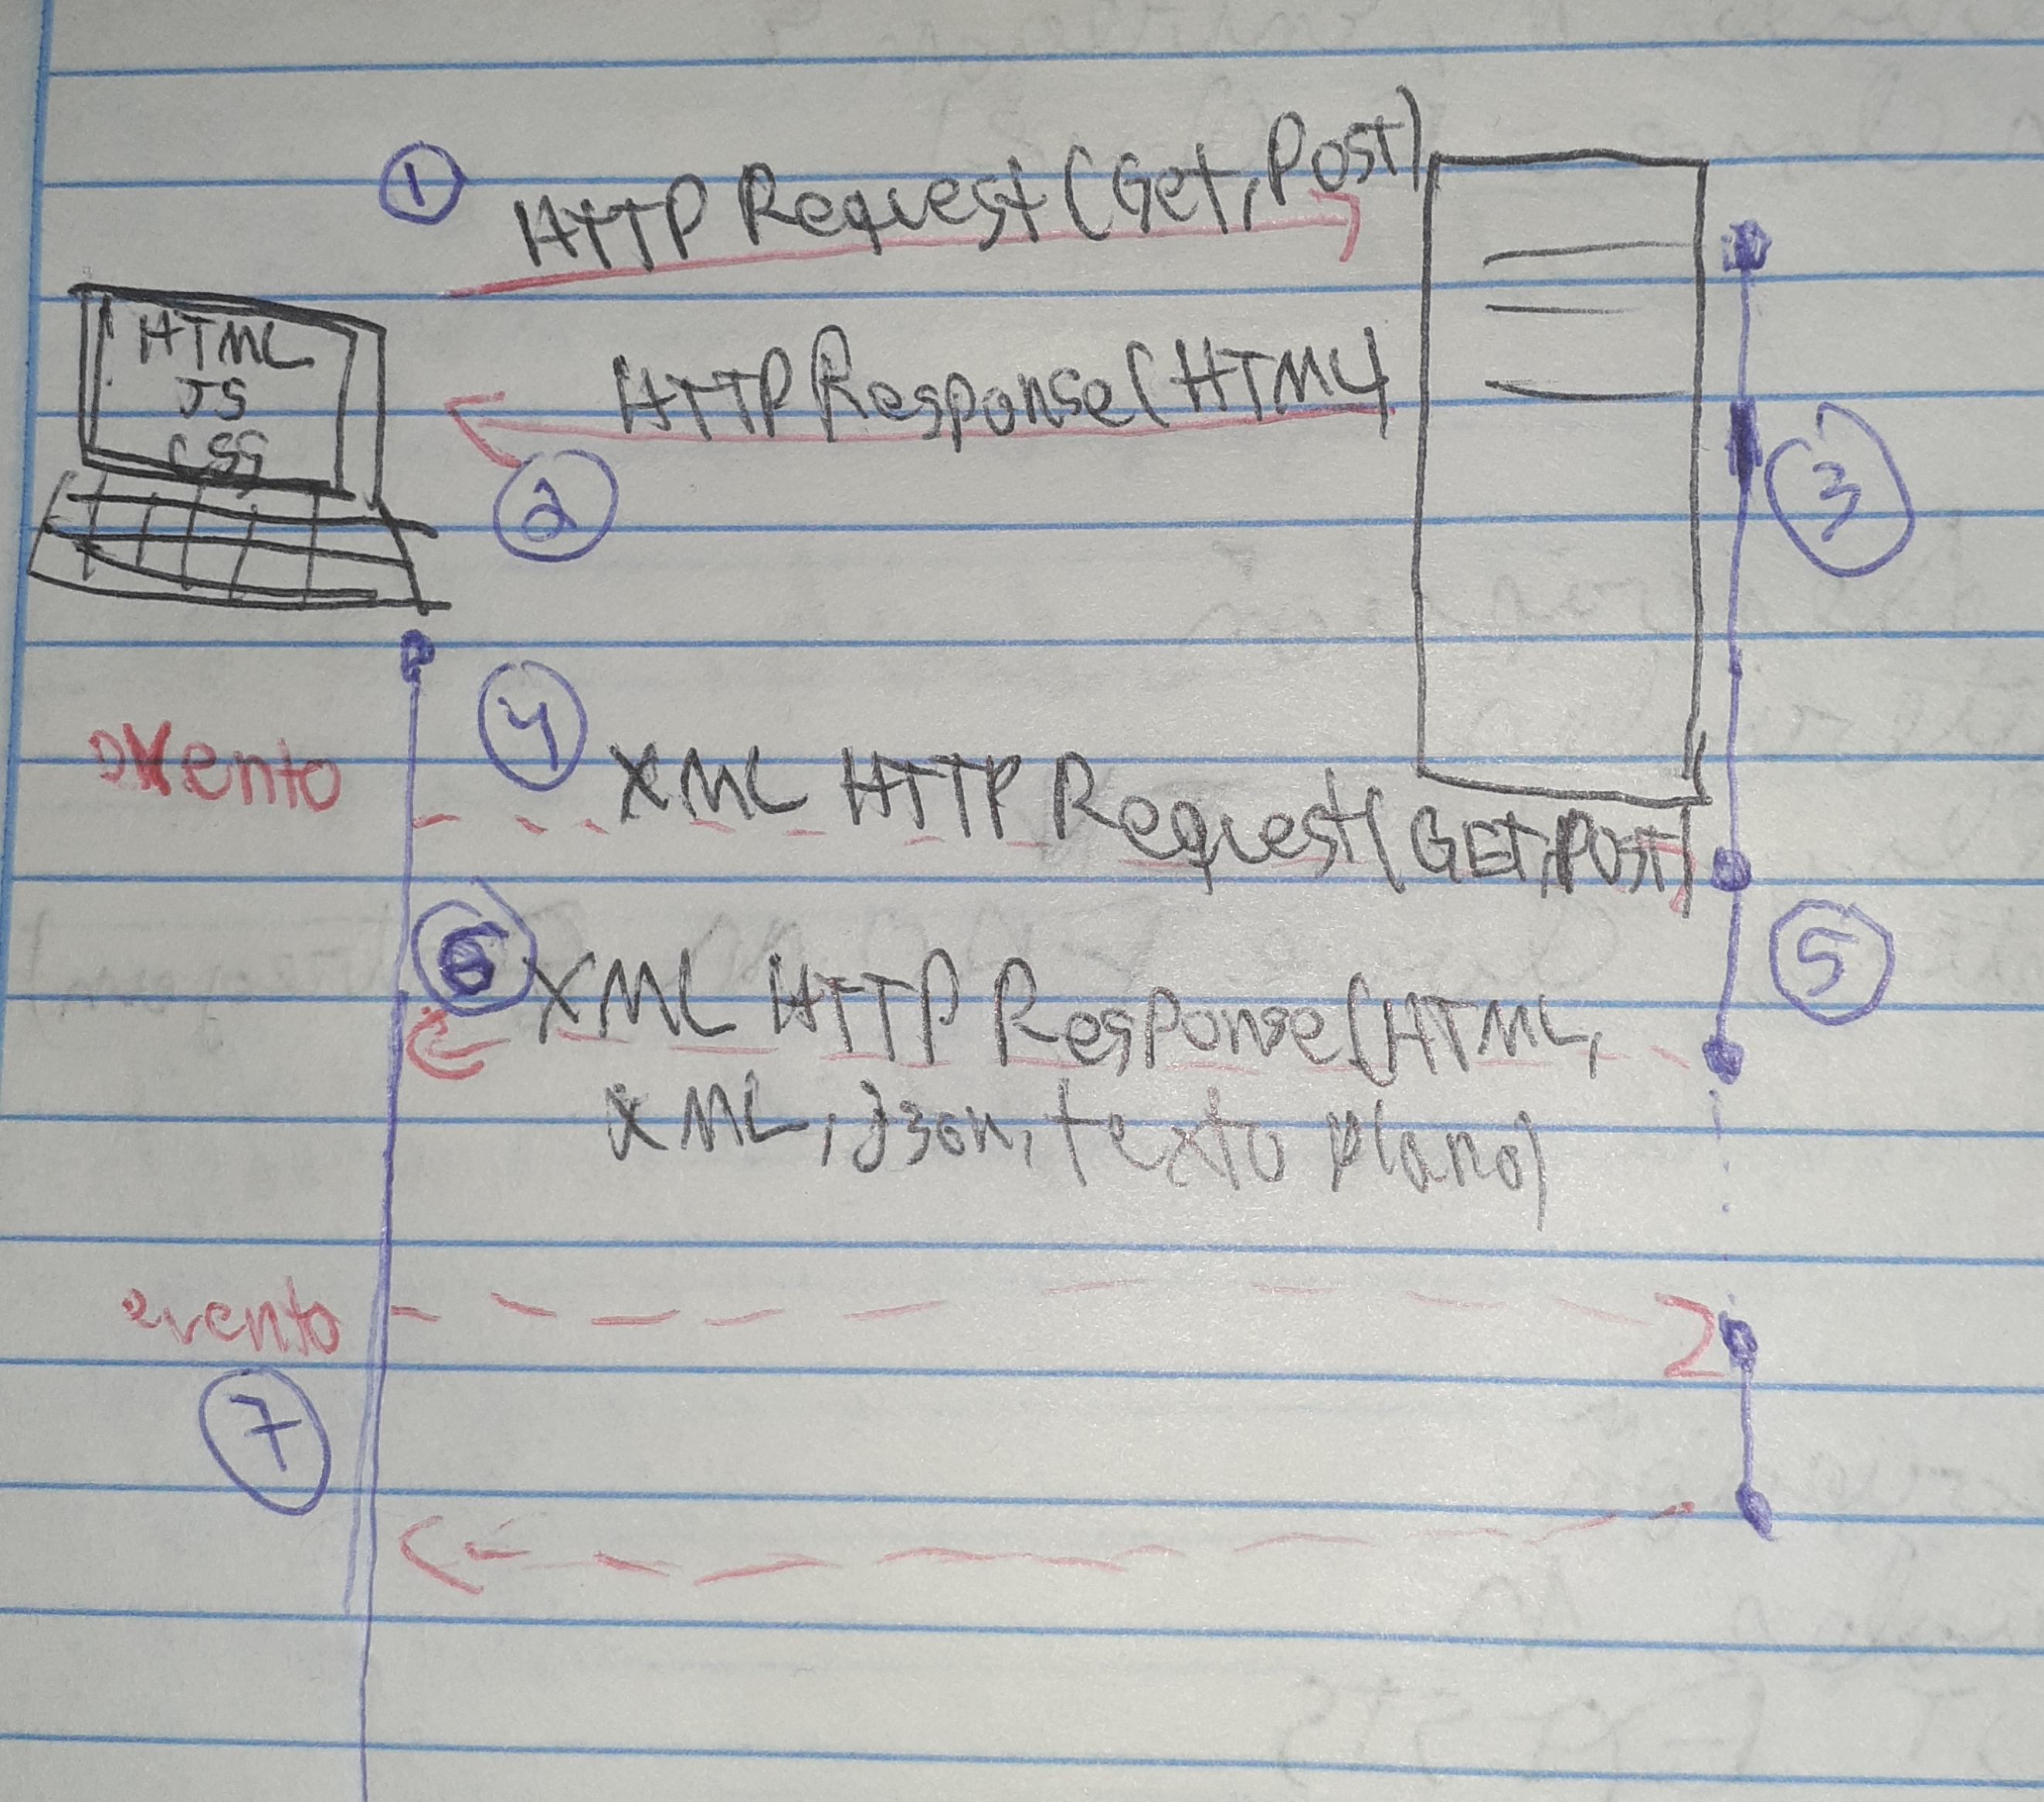 1
HTTP Request (Get, Post)
HTML
JS
CSS
HTTP Response (HTML)
2
3
4
evento
XML HTTP Request (GET, POST)
5
6
XML HTTP Response (HTML,
XML, Json, texto plano)
evento
7